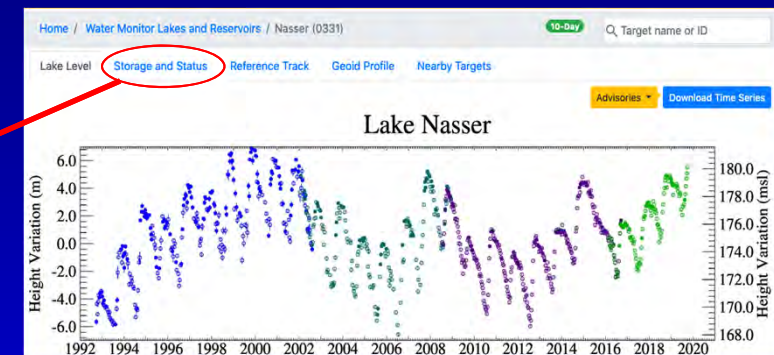 Home / Water Monitor Lakes and Reservoirs / Nasser (0331)
10-Day
Target name or ID
Lake Level Storage and Status Reference Track Geoid Profile Nearby Targets
Advisories Download Time Series
Lake Nasser
Height Variation (m)
6.0
4.0
2.0
0.0
-2.0
-4.0
-6.0
180.0
178.0
176.0
174.0
172.0
170.0
168.0
Height Variation (msl)
1992 1994 1996 1998 2000 2002 2004 2006 2008 2010 2012 2014 2016 2018 2020